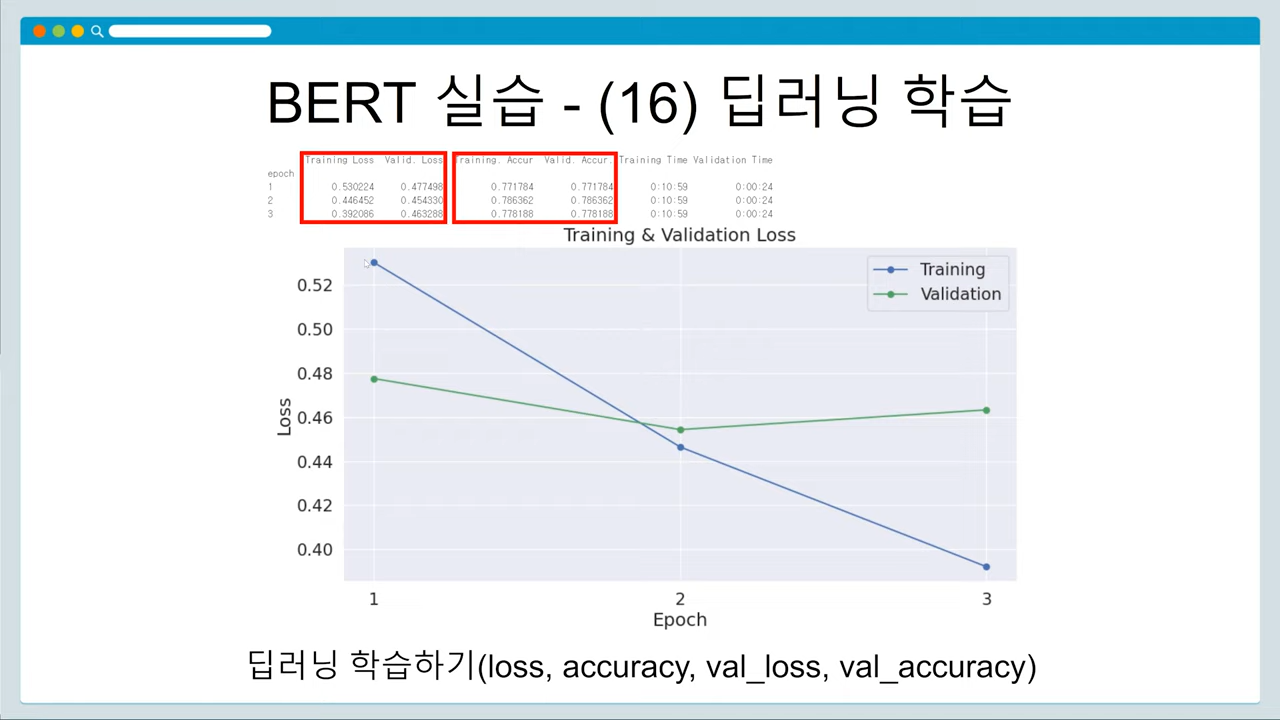 BERT 실습 - (16) 딥러닝 학습
Training Loss Valid. Loss Training. Accur Valid. Accur. Training Time Validation Time
epoch
1 0.530224 0.477498 0.771784 0.771784 0:10:59 0:00:24
2 0.446452 0.454330 0.786362 0.786362 0:10:59 0:00:24
3 0.392086 0.463288 0.778188 0.778188 0:10:59 0:00:24
Training & Validation Loss
Training
Validation
0.52
0.50
0.48
0.46
0.44
0.42
0.40
Loss
1 2 3
Epoch
딥러닝 학습하기(loss, accuracy, val_loss, val_accuracy)